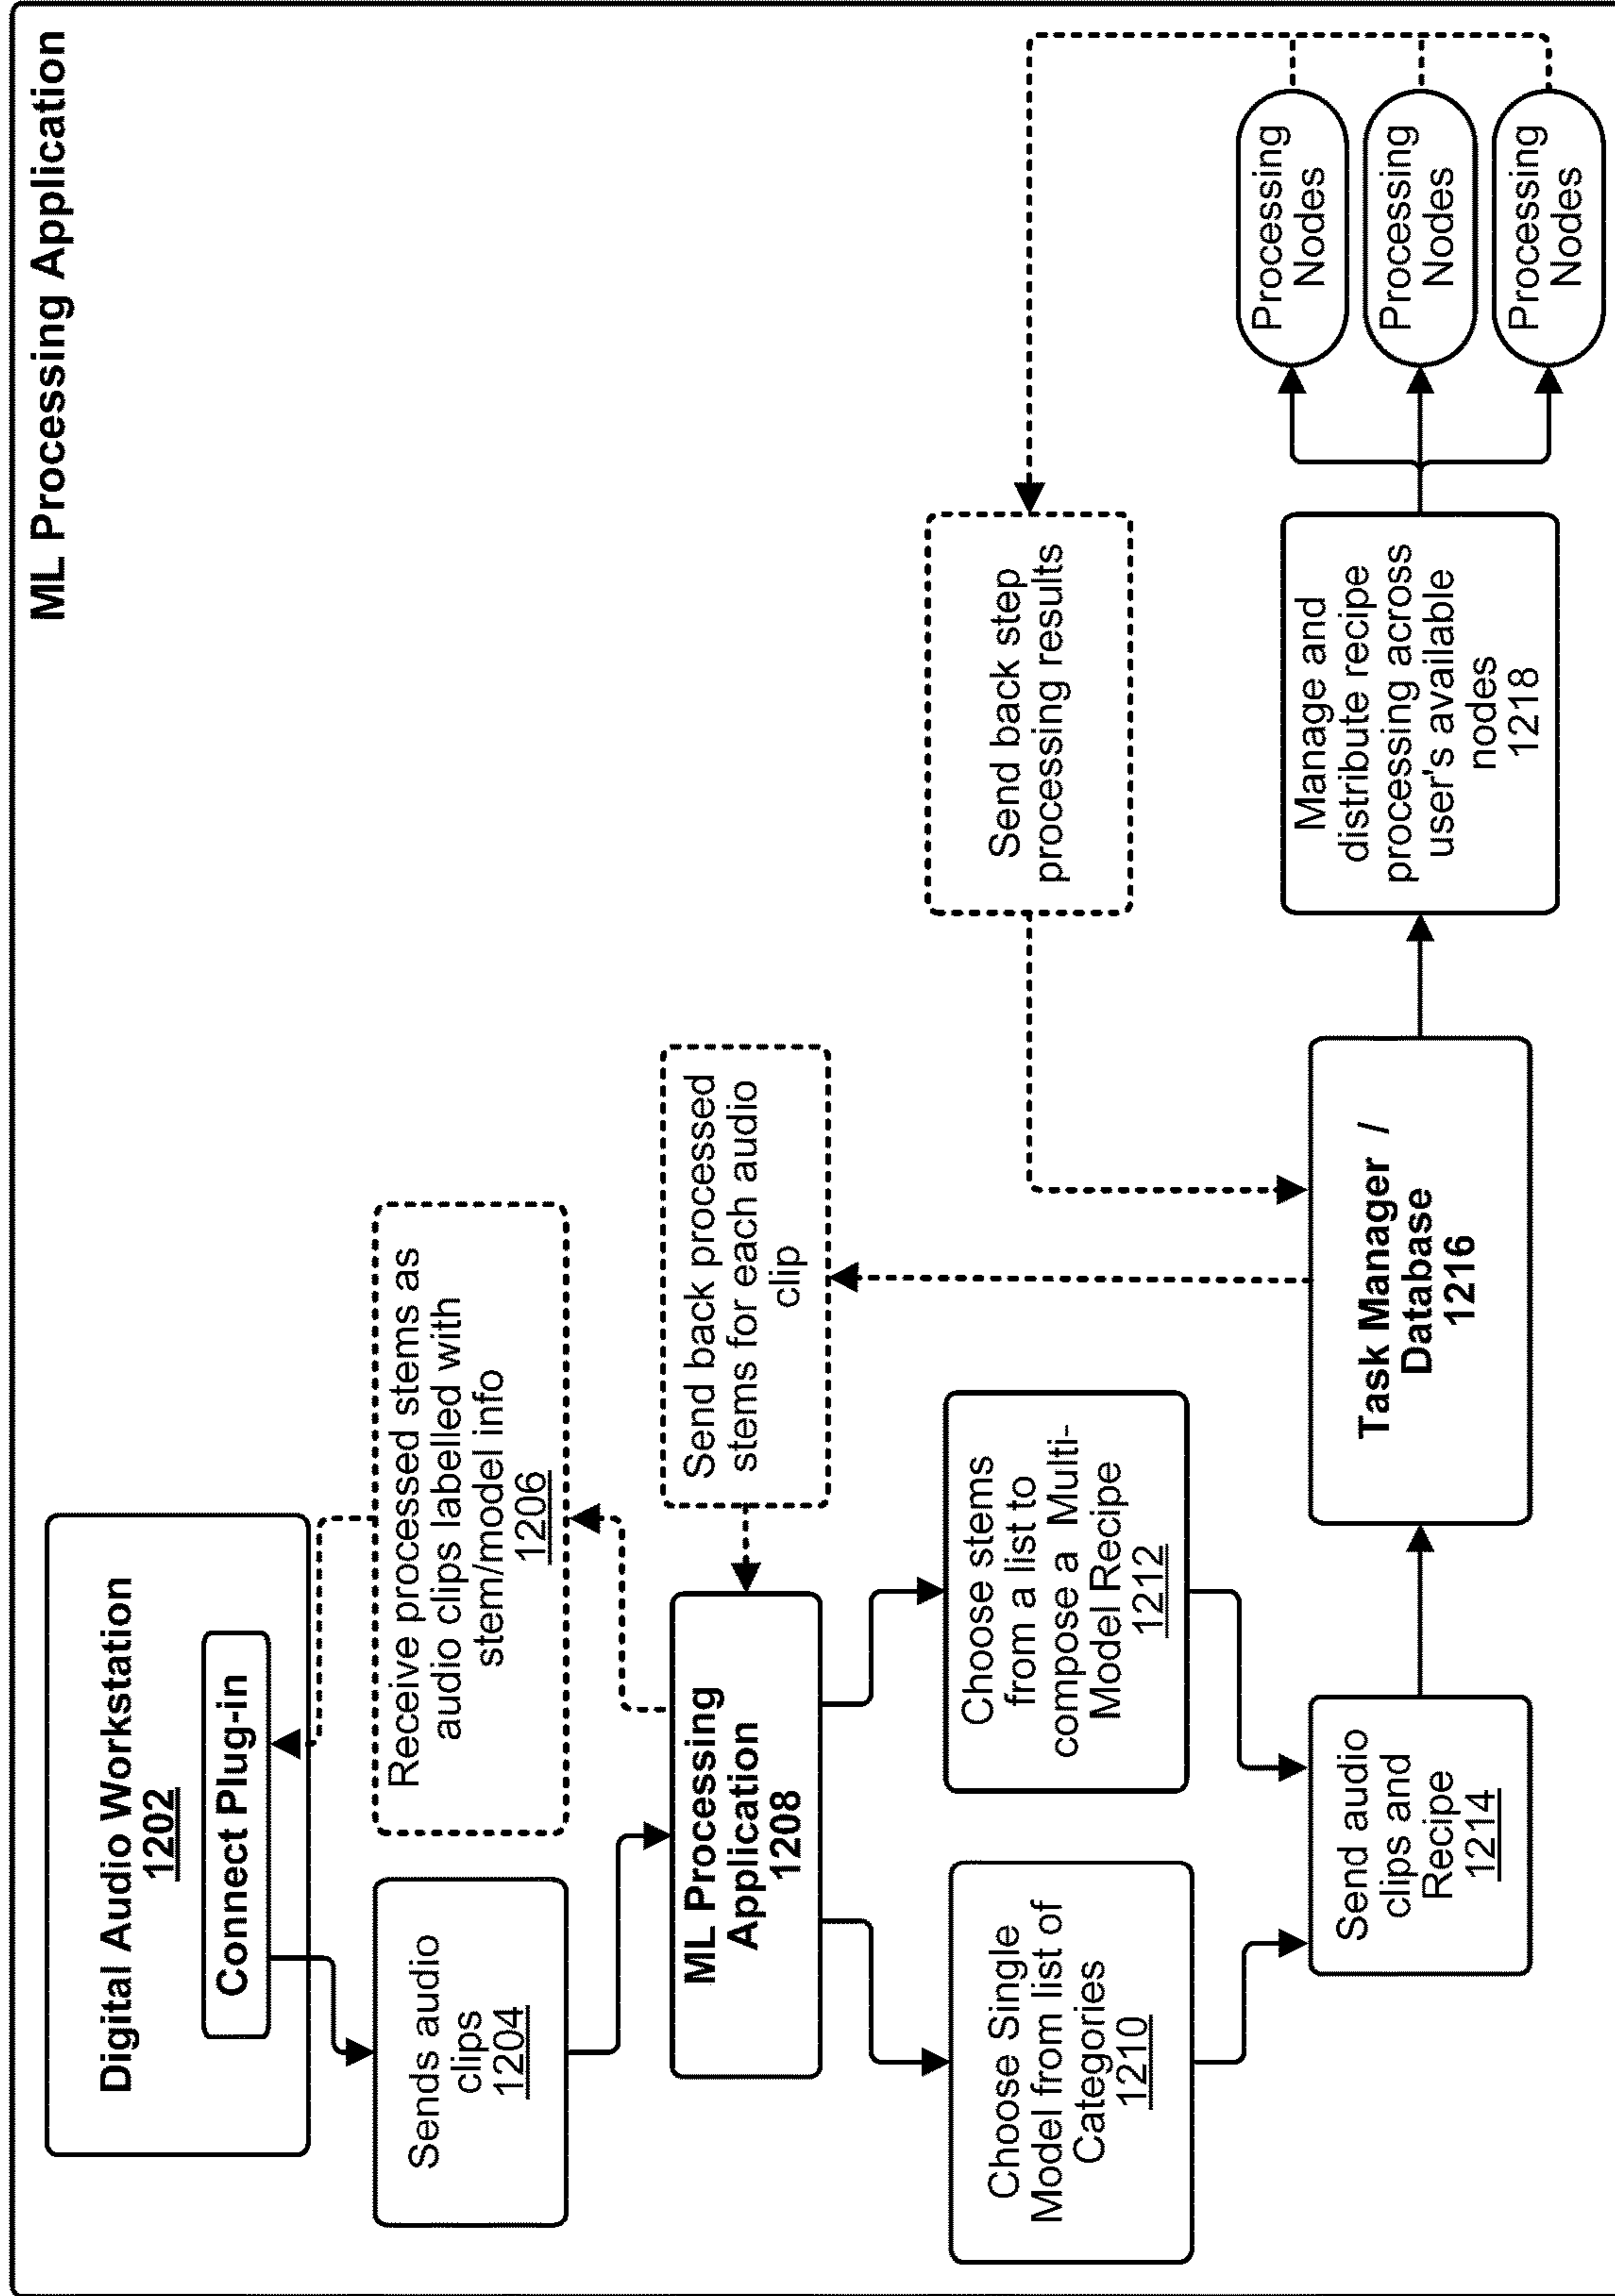 ML Processing Application
Digital Audio Workstation
1202
Connect Plug-in
Sends audio
clips
1204
Receive processed stems as
audio clips labelled with
stem/model info
1206
ML Processing
Application
1208
Send back processed
stems for each audio
clip
Choose Single
Model from list of
Categories
1210
Choose stems
from a list to
compose a Multi-
Model Recipe
1212
Send back step
processing results
Send audio
clips and
Recipe
1214
Task Manager /
Database
1216
Manage and
distribute recipe
processing across
user's available
nodes
1218
Processing
Nodes
Processing
Nodes
Processing
Nodes